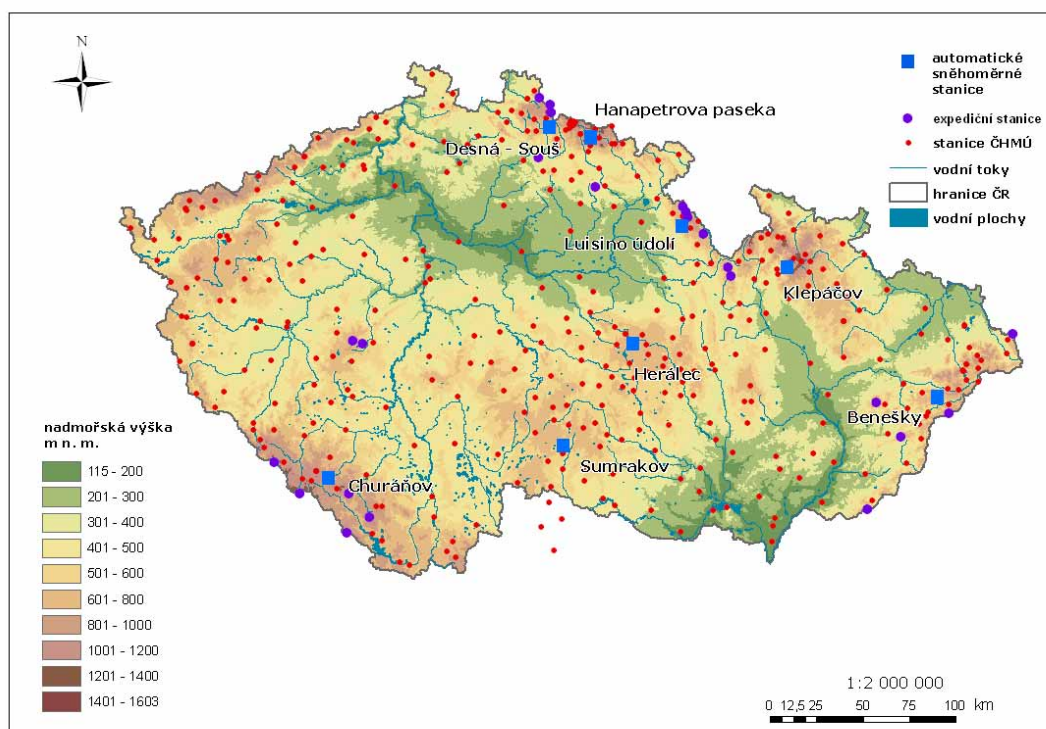 N
automatické
sněhoměrné
stanice
expediční stanice
stanice ČHMÚ
vodní toky
hranice ČR
vodní plochy
Hanapetrova paseka
Desná - Souš
Luisino údolí
Klepáčov
Herálec
Benešky
Sumrakov
Churáňov
nadmořská výška
m n. m.
115 - 200
201 - 300
301 - 400
401 - 500
501 - 600
601 - 800
801 - 1000
1001 - 1200
1201 - 1400
1401 - 1603
1:2 000 000
0 12,5 25 50 75 100 km